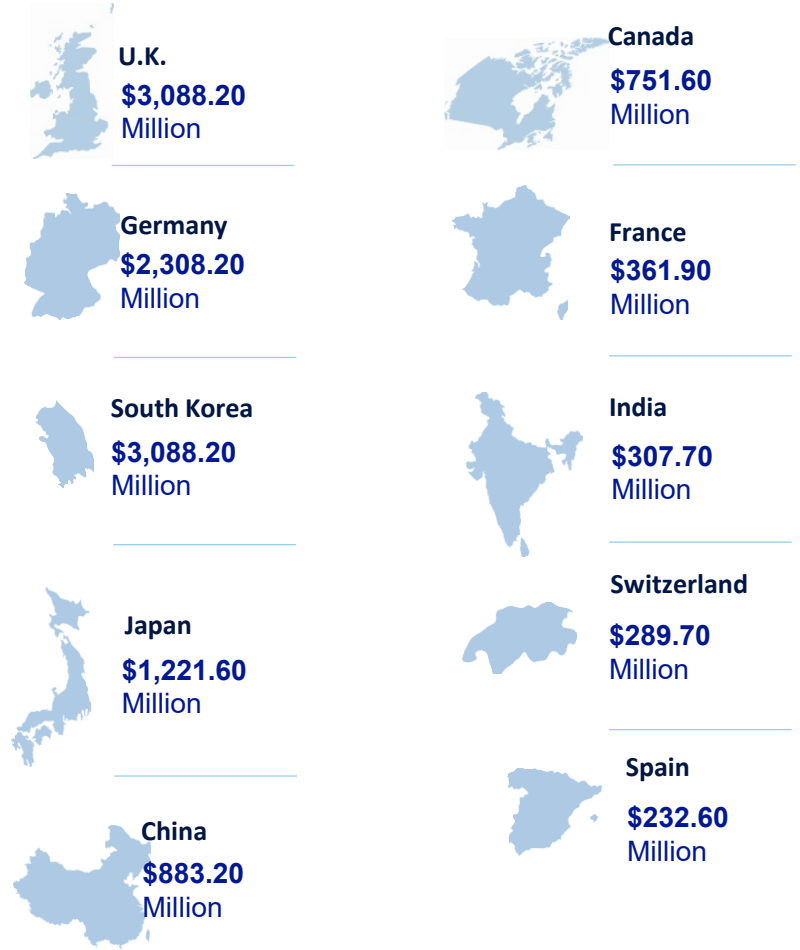 U.K.
$3,088.20
Million
Germany
$2,308.20
Million
South Korea
$3,088.20
Million
Japan
$1,221.60
Million
China
$883.20
Million
Canada
$751.60
Million
France
$361.90
Million
India
$307.70
Million
Switzerland
$289.70
Million
Spain
$232.60
Million